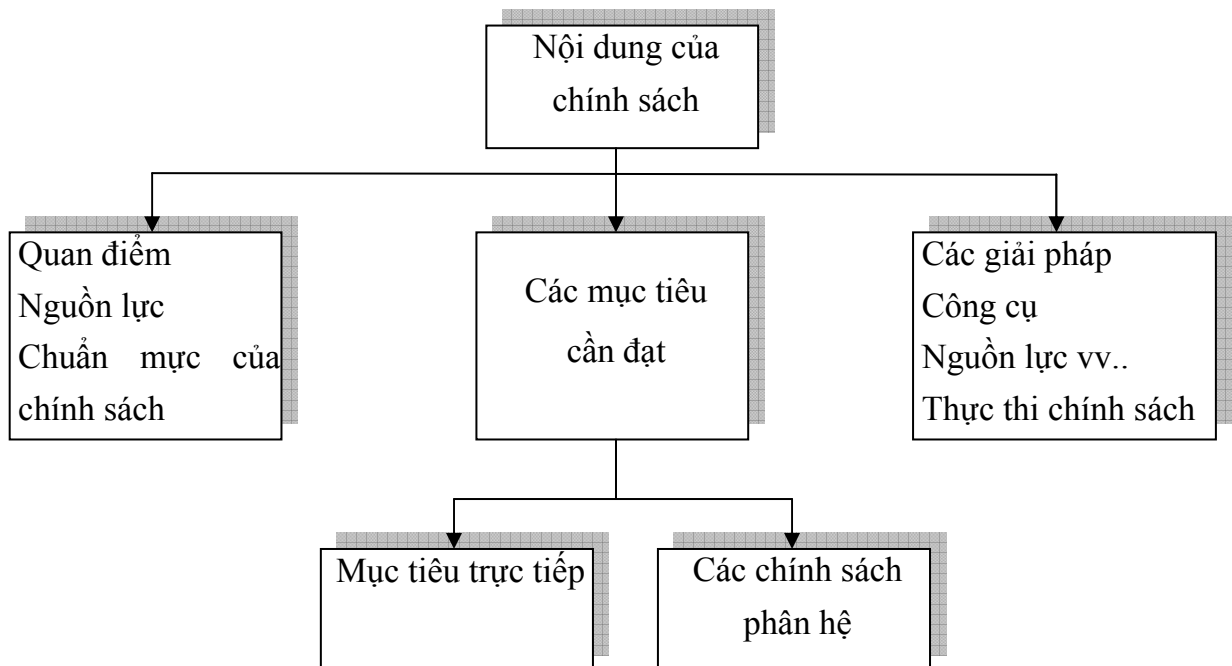 Nội dung của
chính sách
Quan điểm
Nguồn lực
Chuẩn mực của
chính sách
Các mục tiêu
cần đạt
Các giải pháp
Công cụ
Nguồn lực vv..
Thực thi chính sách
Mục tiêu trực tiếp
Các chính sách
phân hệ